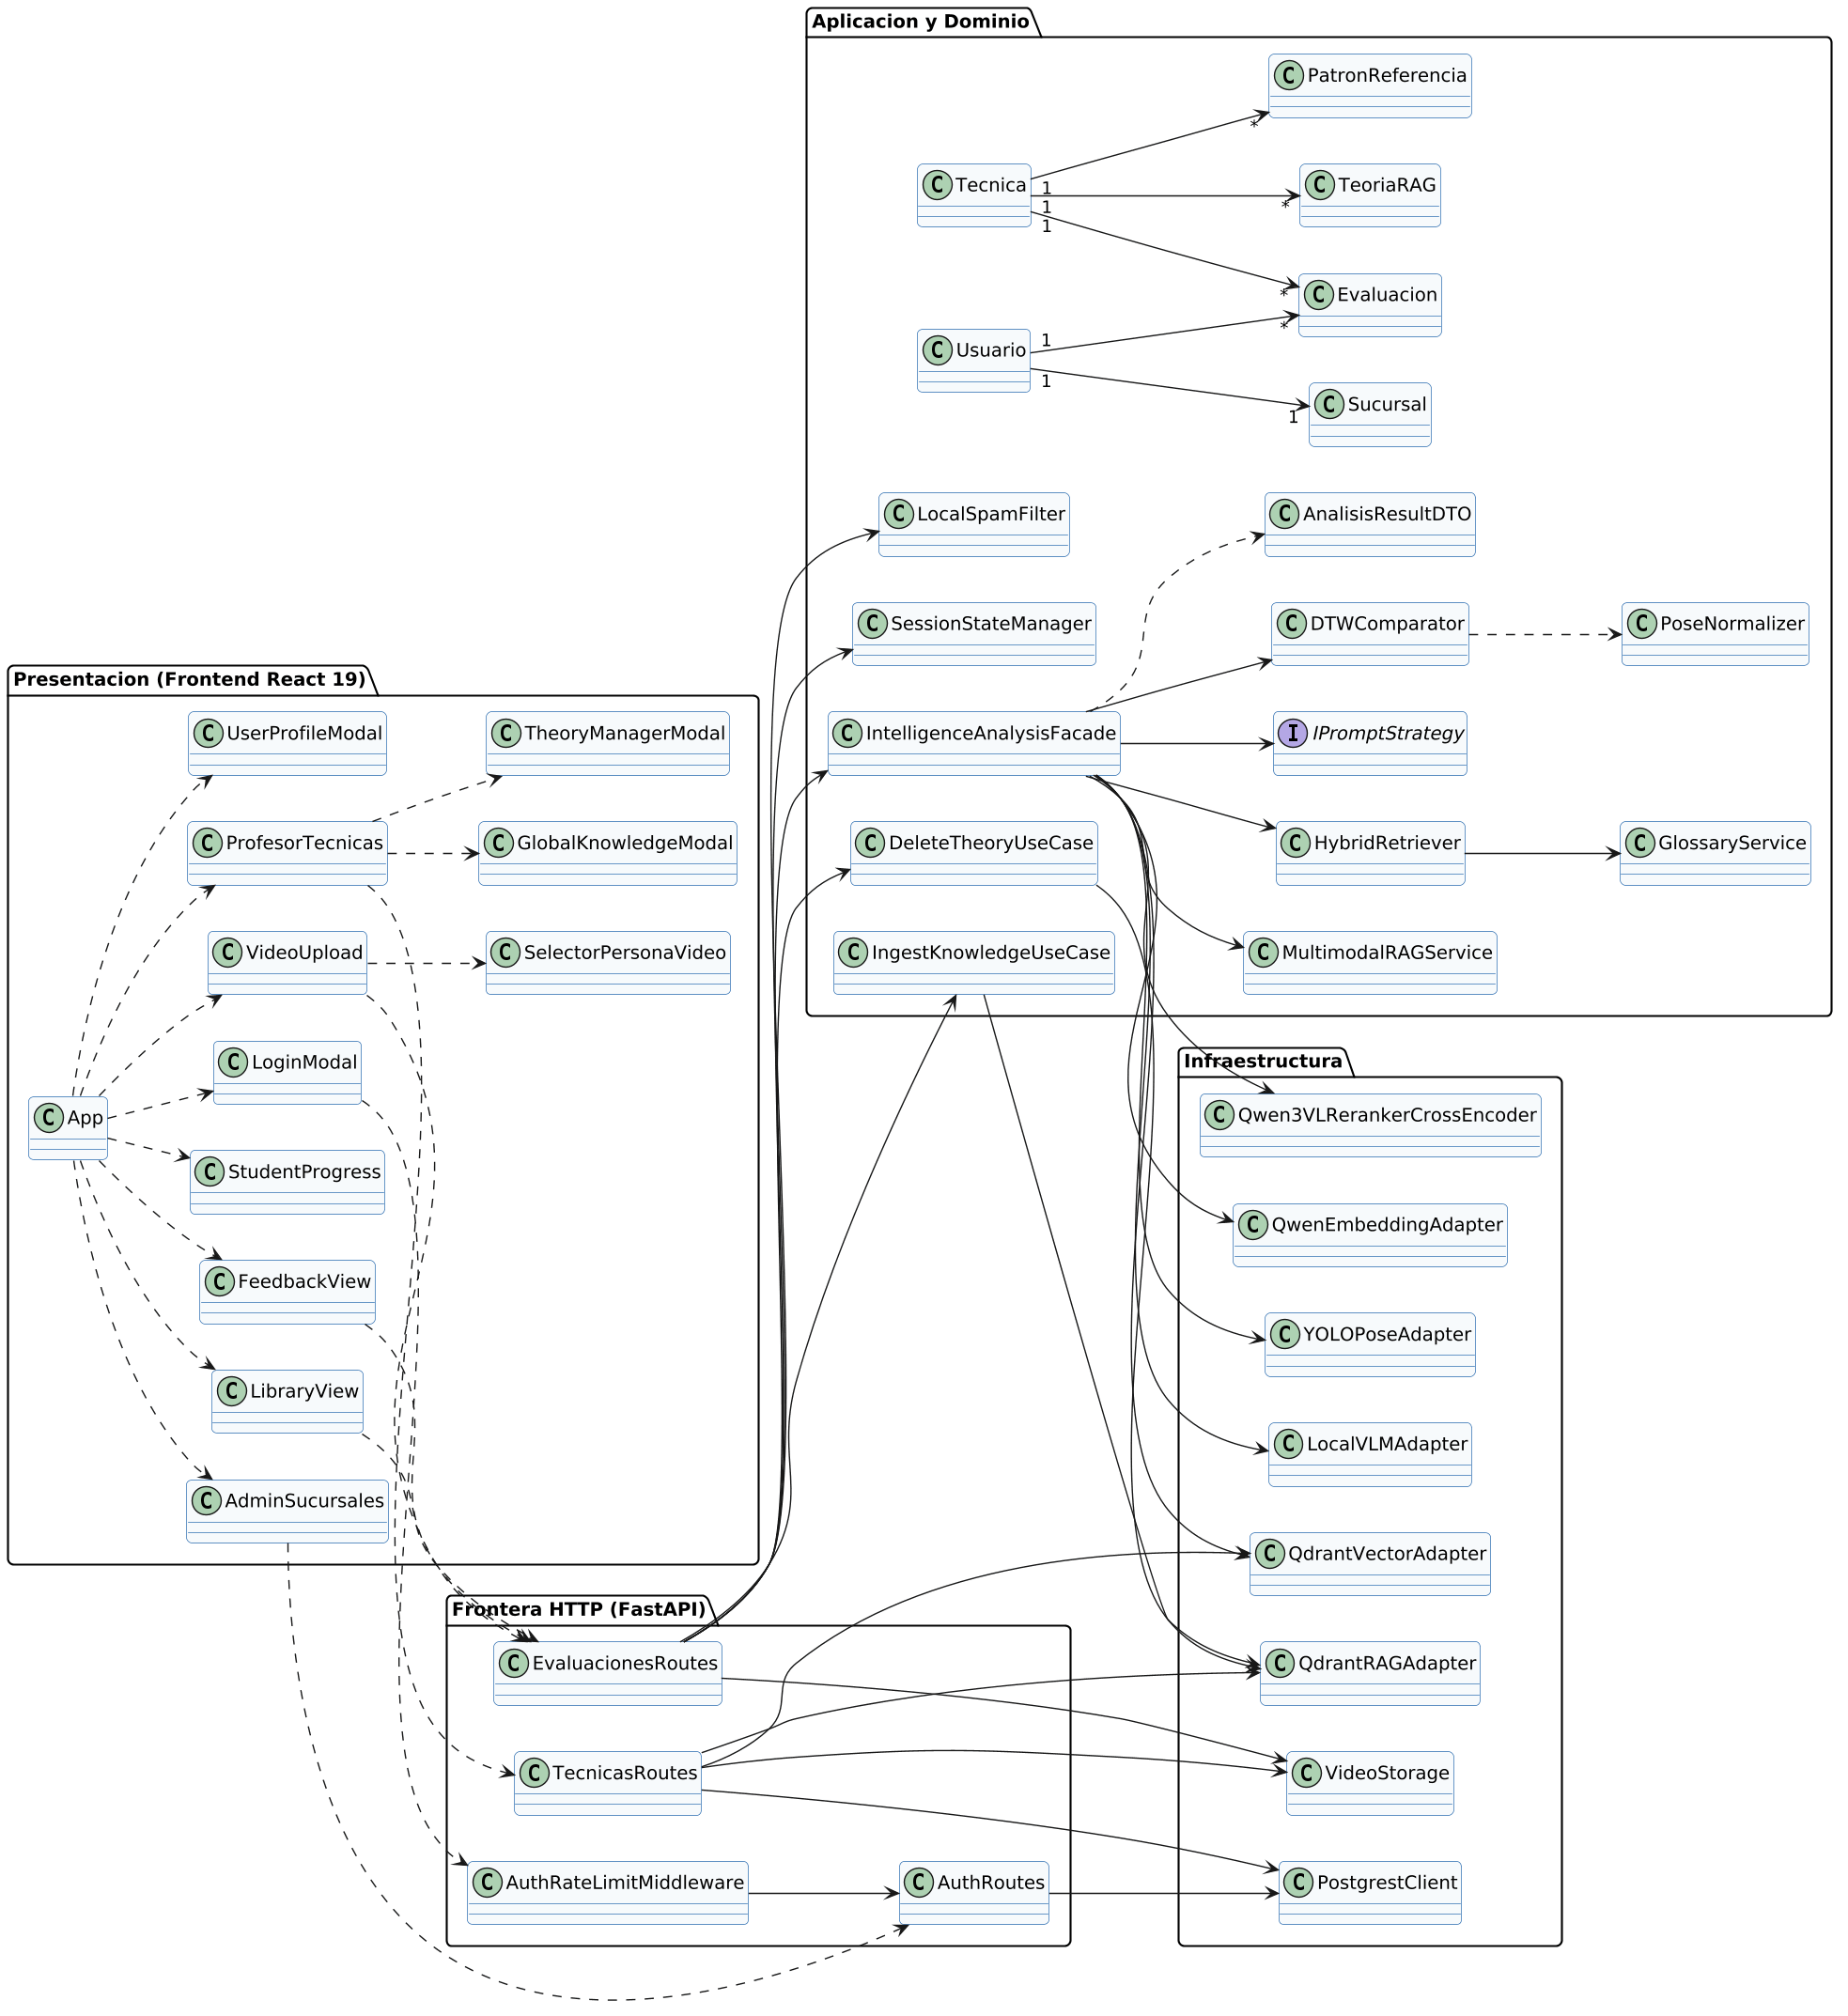 Aplicacion y Dominio
C PatronReferencia
*
C Tecnica
1
1
1
C TeoriaRAG
*
C Evaluacion
*
*
C Usuario
1
1
C Sucursal
1
C LocalSpamFilter
C AnalisisResultDTO
C SessionStateManager
C DTWComparator
C PoseNormalizer
C IntelligenceAnalysisFacade
I IPromptStrategy
C DeleteTheoryUseCase
C HybridRetriever
C GlossaryService
C IngestKnowledgeUseCase
C MultimodalRAGService
Presentacion (Frontend React 19)
C UserProfileModal
C TheoryManagerModal
C ProfesorTecnicas
C GlobalKnowledgeModal
C VideoUpload
C SelectorPersonaVideo
C LoginModal
C App
C StudentProgress
C FeedbackView
C LibraryView
C AdminSucursales
Infraestructura
C Qwen3VLRerankerCrossEncoder
C QwenEmbeddingAdapter
C YOLOPoseAdapter
C LocalVLMAdapter
C QdrantVectorAdapter
C QdrantRAGAdapter
C VideoStorage
C PostgrestClient
Frontera HTTP (FastAPI)
C EvaluacionesRoutes
C TecnicasRoutes
C AuthRateLimitMiddleware
C AuthRoutes